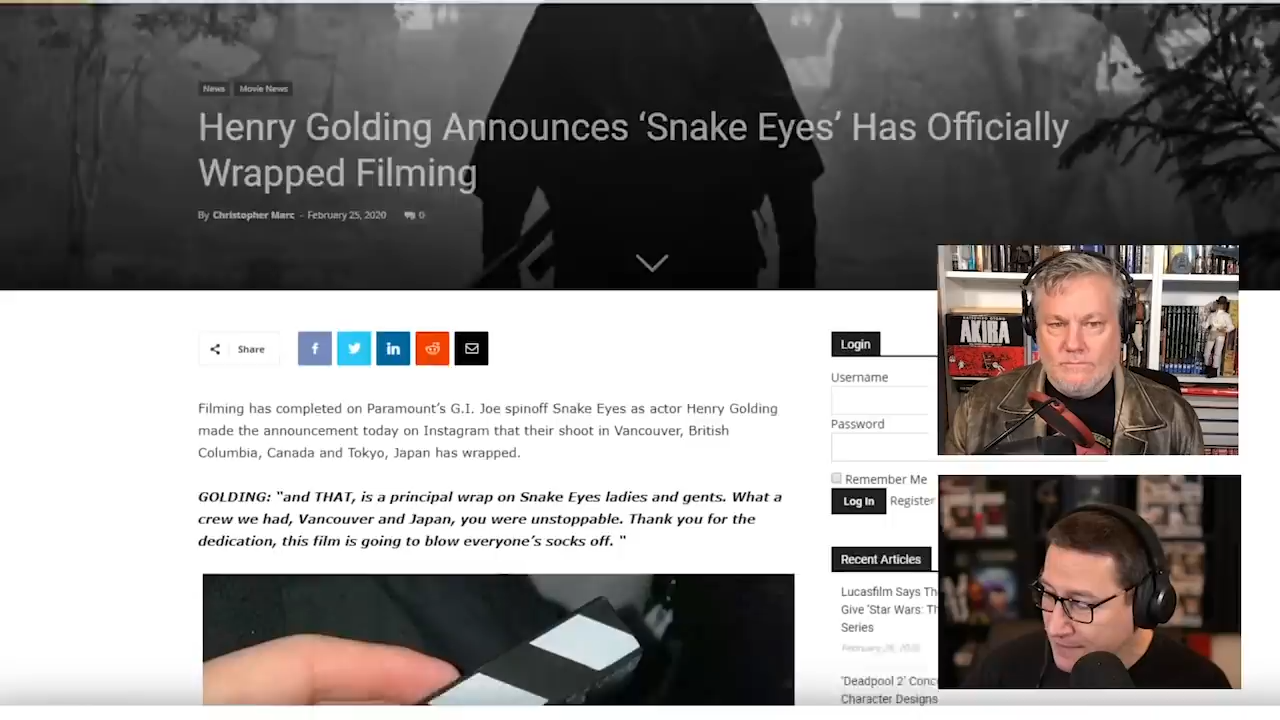 News Movie News
Henry Golding Announces ‘Snake Eyes’ Has Officially
Wrapped Filming
By Christopher Marc - February 25, 2020 0
Share
Filming has completed on Paramount’s G.I. Joe spinoff Snake Eyes as actor Henry Golding
made the announcement today on Instagram that their shoot in Vancouver, British
Columbia, Canada and Tokyo, Japan has wrapped.
GOLDING: “and THAT, is a principal wrap on Snake Eyes ladies and gents. What a
crew we had, Vancouver and Japan, you were unstoppable. Thank you for the
dedication, this film is going to blow everyone’s socks off. “
Login
Username
Password
Remember Me
Log In Register
Recent Articles
Lucasfilm Says Th
Give ‘Star Wars: Th
Series
‘Deadpool 2’ Conc
Character Designs
AKIRA